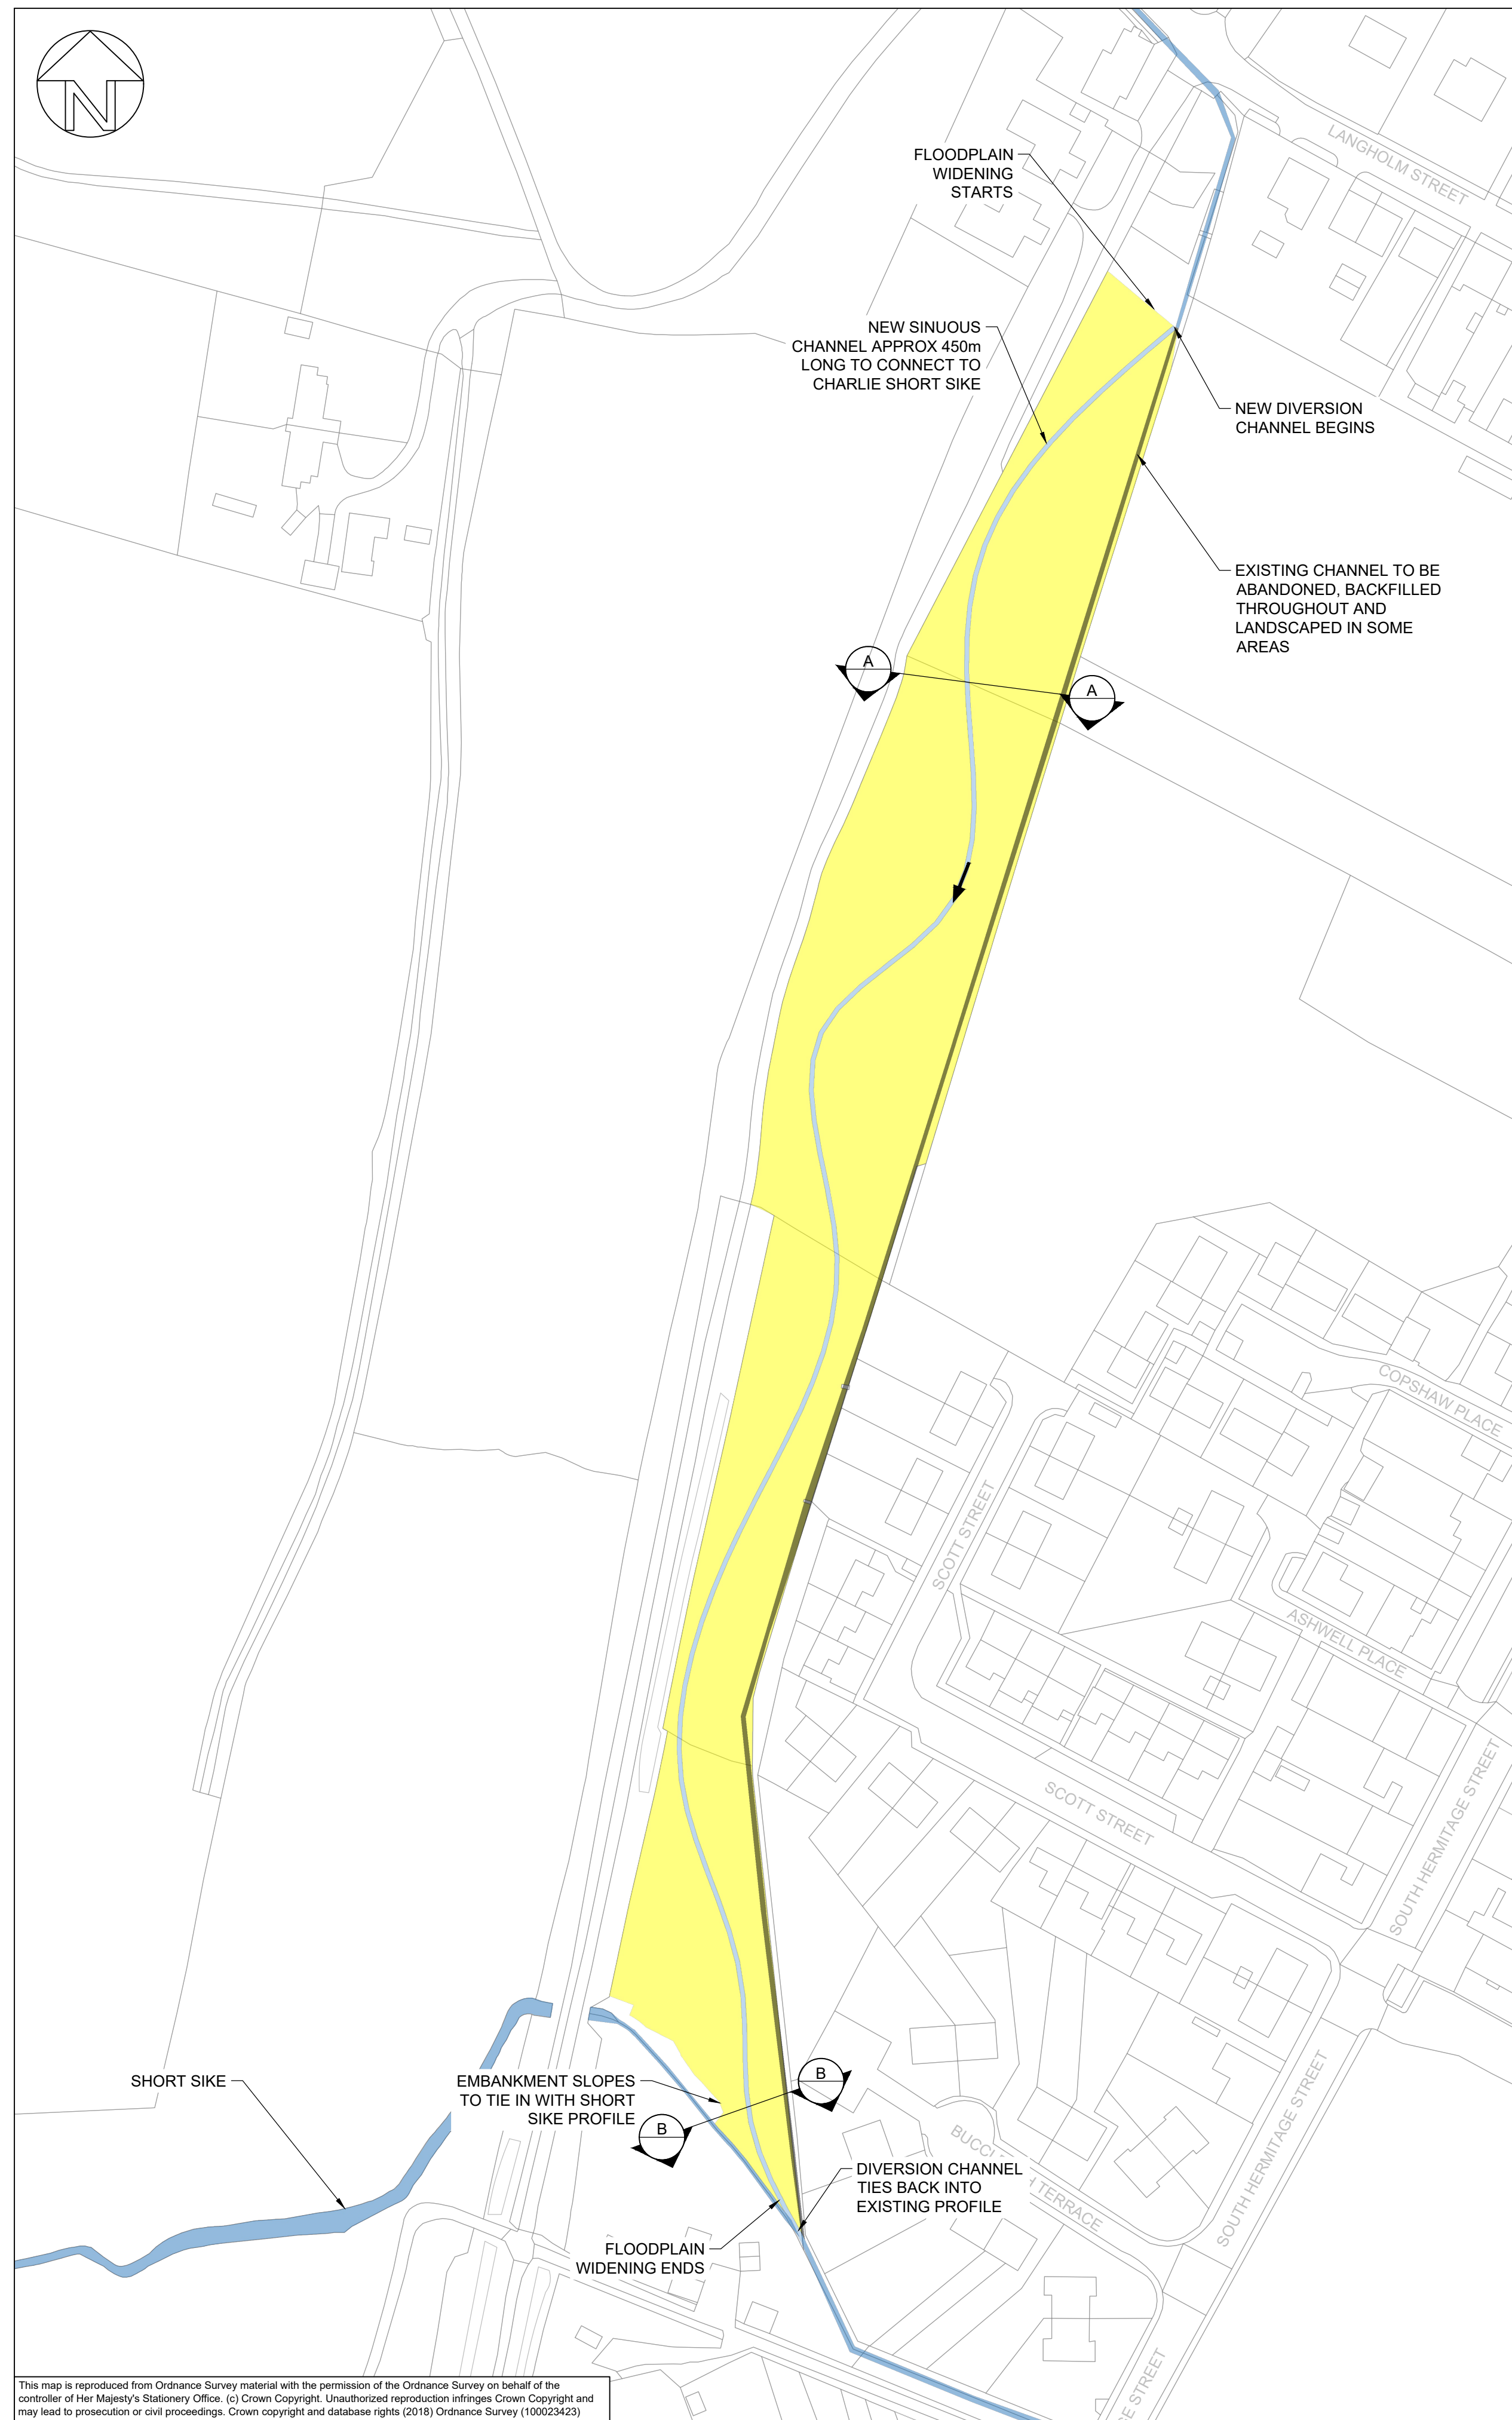 N
LANGHOLM STREET
FLOODPLAIN
WIDENING
STARTS
NEW SINUOUS
CHANNEL APPROX 450m
LONG TO CONNECT TO
CHARLIE SHORT SIKE
NEW DIVERSION
CHANNEL BEGINS
EXISTING CHANNEL TO BE
ABANDONED, BACKFILLED
THROUGHOUT AND
LANDSCAPED IN SOME
AREAS
A
A
COPSHAW PLACE
SCOTT STREET
ASHWELL PLACE
SCOTT STREET
SOUTH HERMITAGE STREET
SHORT SIKE
EMBANKMENT SLOPES
TO TIE IN WITH SHORT
SIKE PROFILE
B
B
SOUTH HERMITAGE STREET
BUCCL H TERRACE
DIVERSION CHANNEL
TIES BACK INTO
EXISTING PROFILE
FLOODPLAIN
WIDENING ENDS
GE STREET
This map is reproduced from Ordnance Survey material with the permission of the Ordnance Survey on behalf of the
controller of Her Majesty's Stationery Office. (c) Crown Copyright. Unauthorized reproduction infringes Crown Copyright and
may lead to prosecution or civil proceedings. Crown copyright and database rights (2018) Ordnance Survey (100023423)